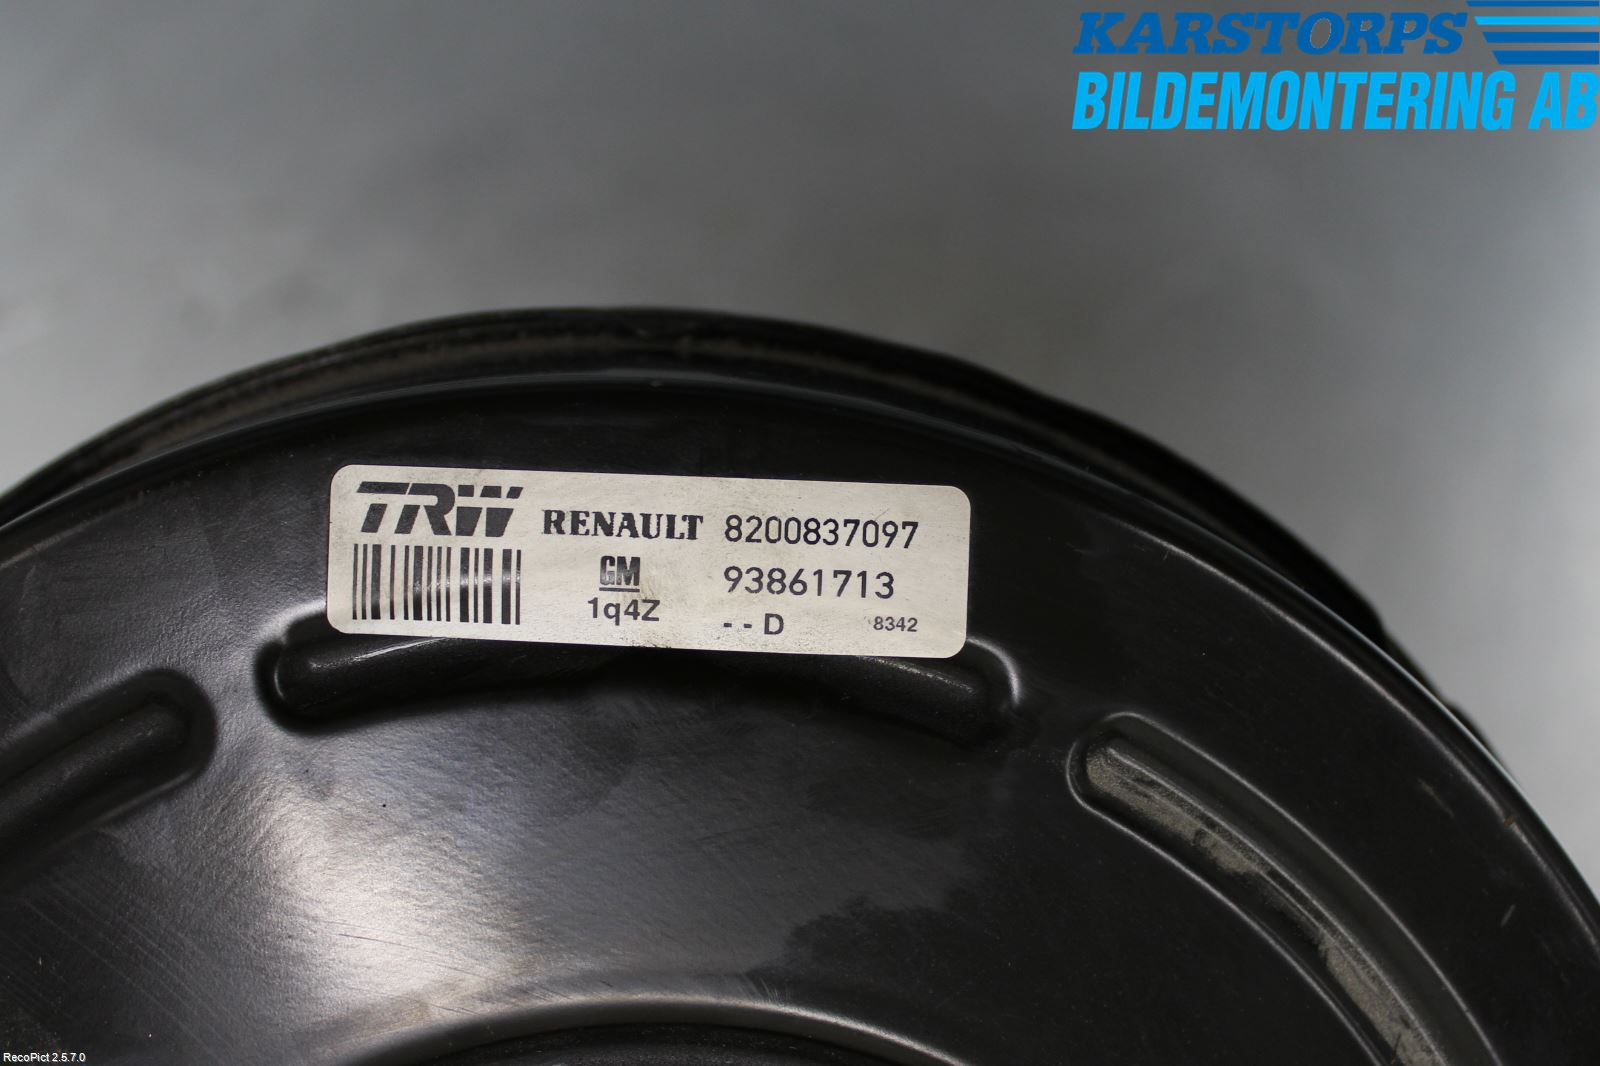 KARSTORPS
BILDEMONTERING AB
TRW RENAULT 8200837097
GM 93861713
1q4Z - - D 8342
RecoPict 2.5.7.0